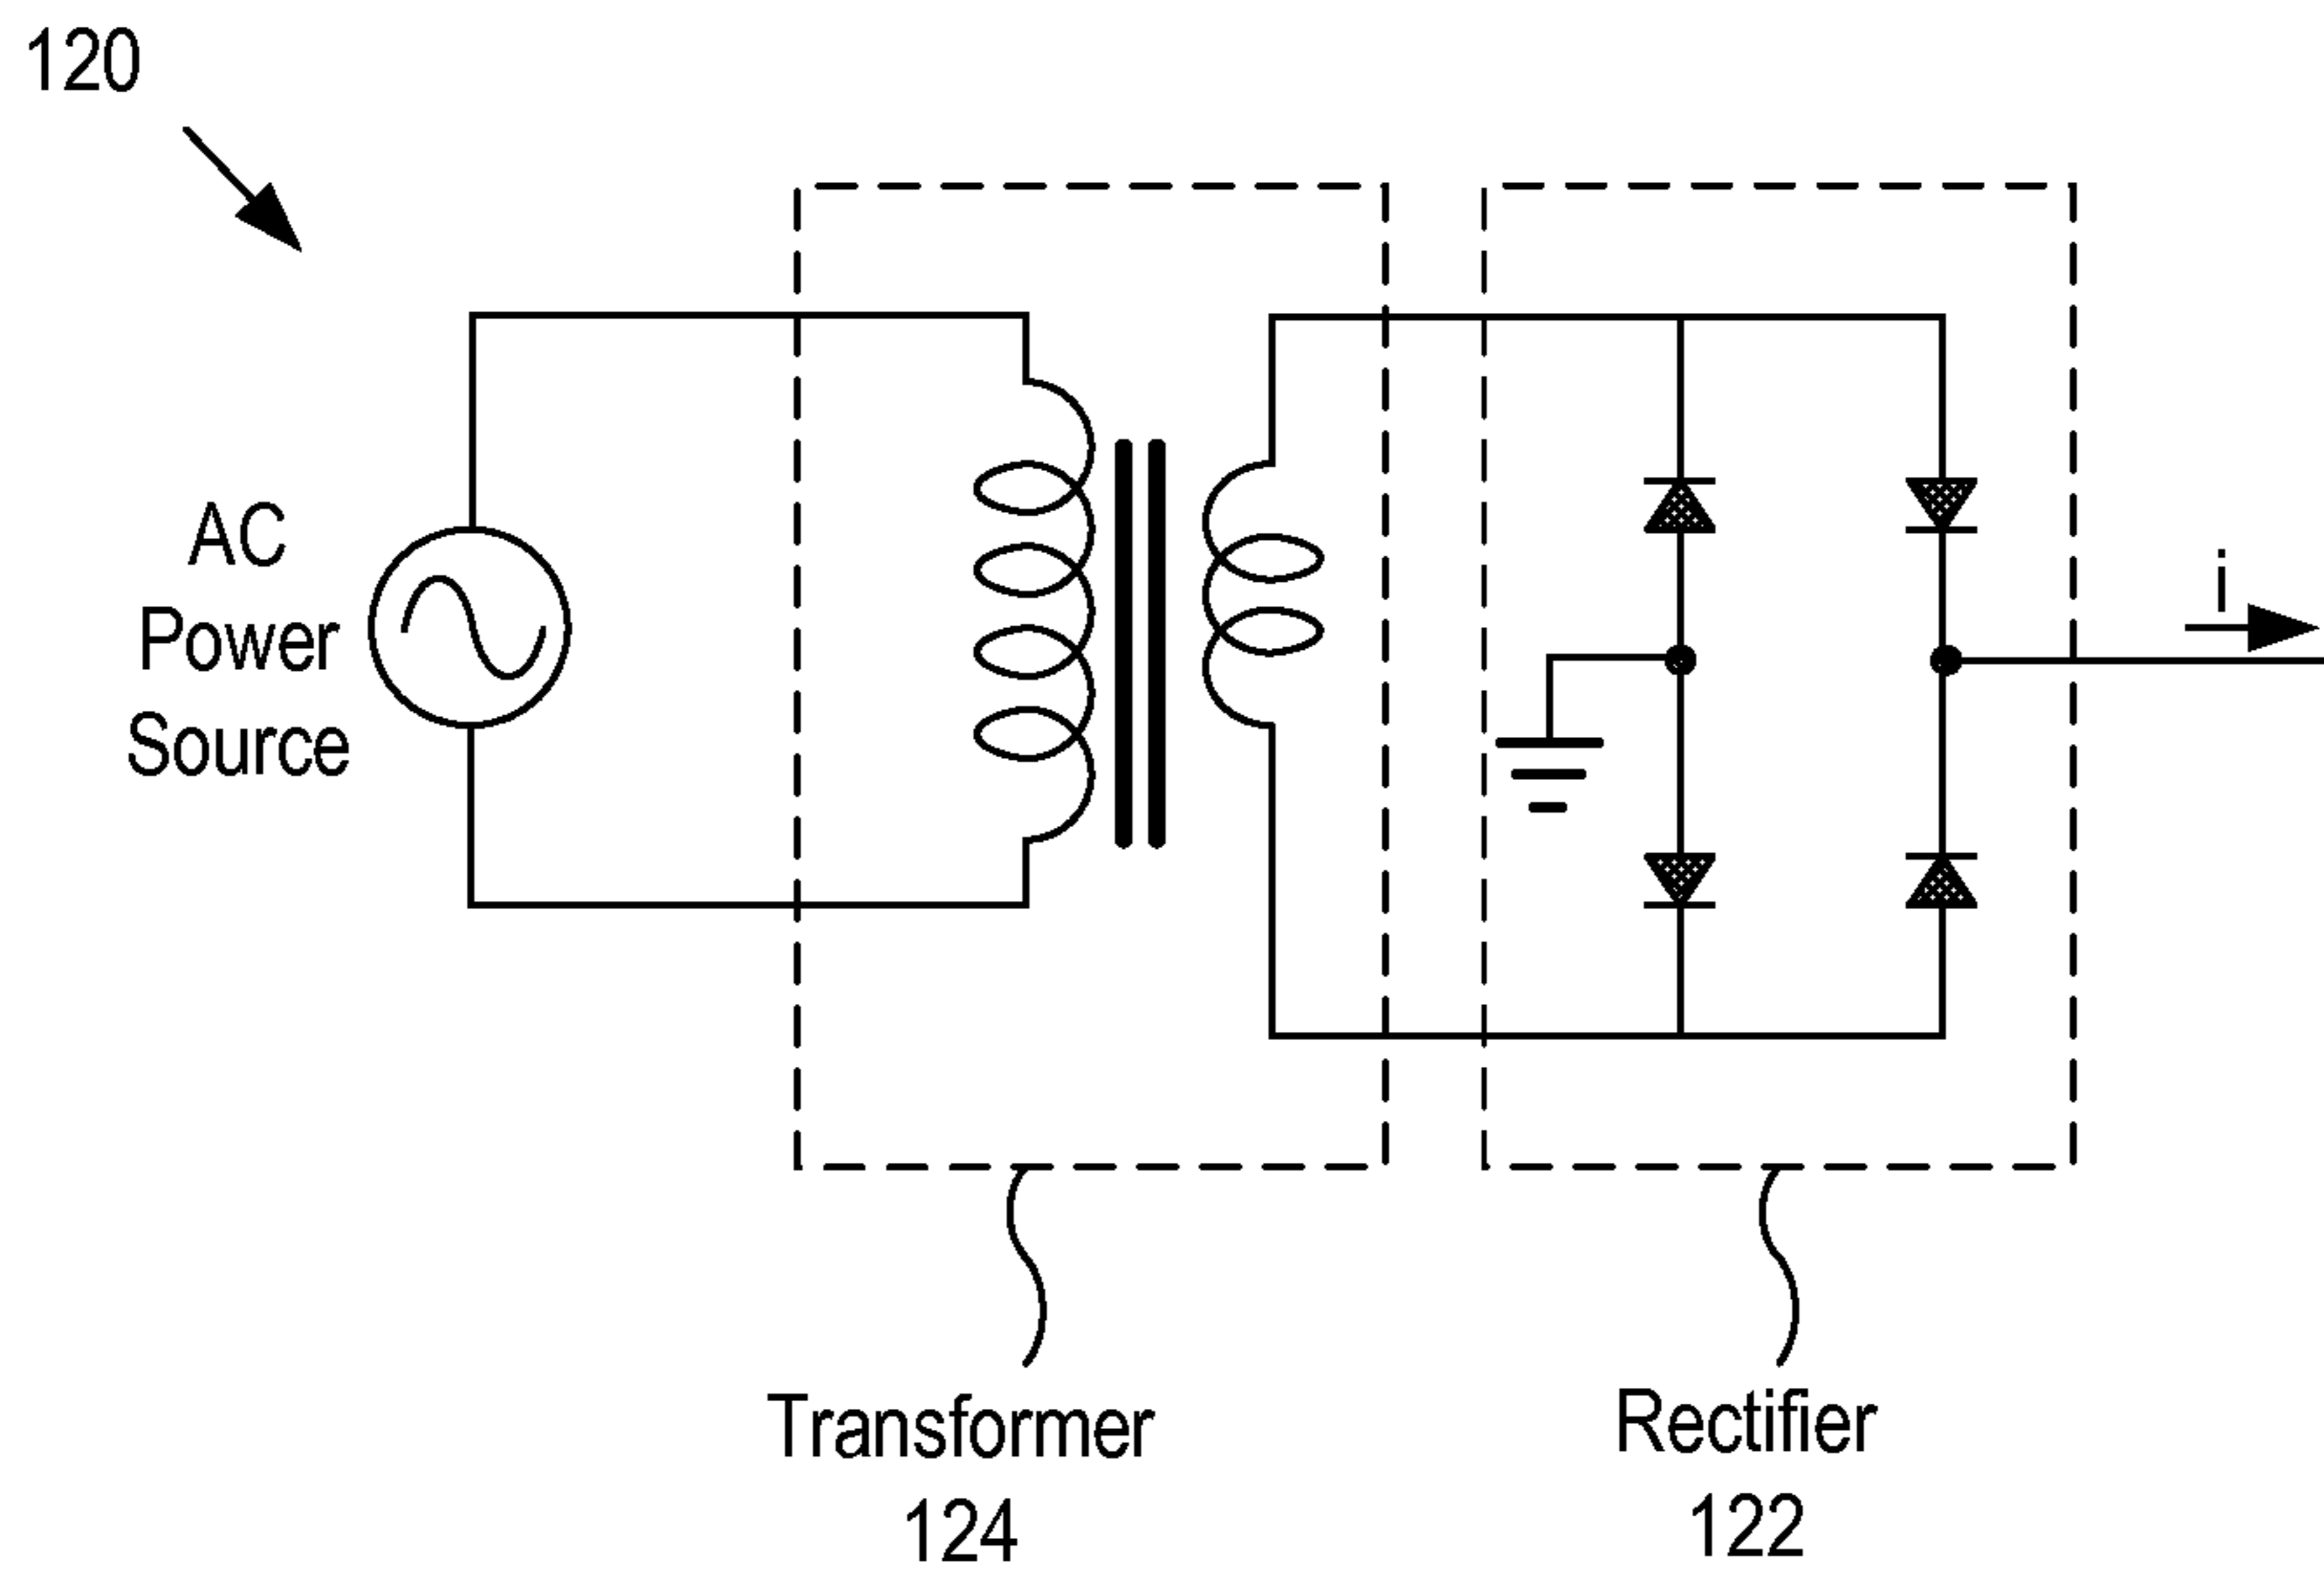 120
AC
Power
Source
i
Transformer
124
Rectifier
122